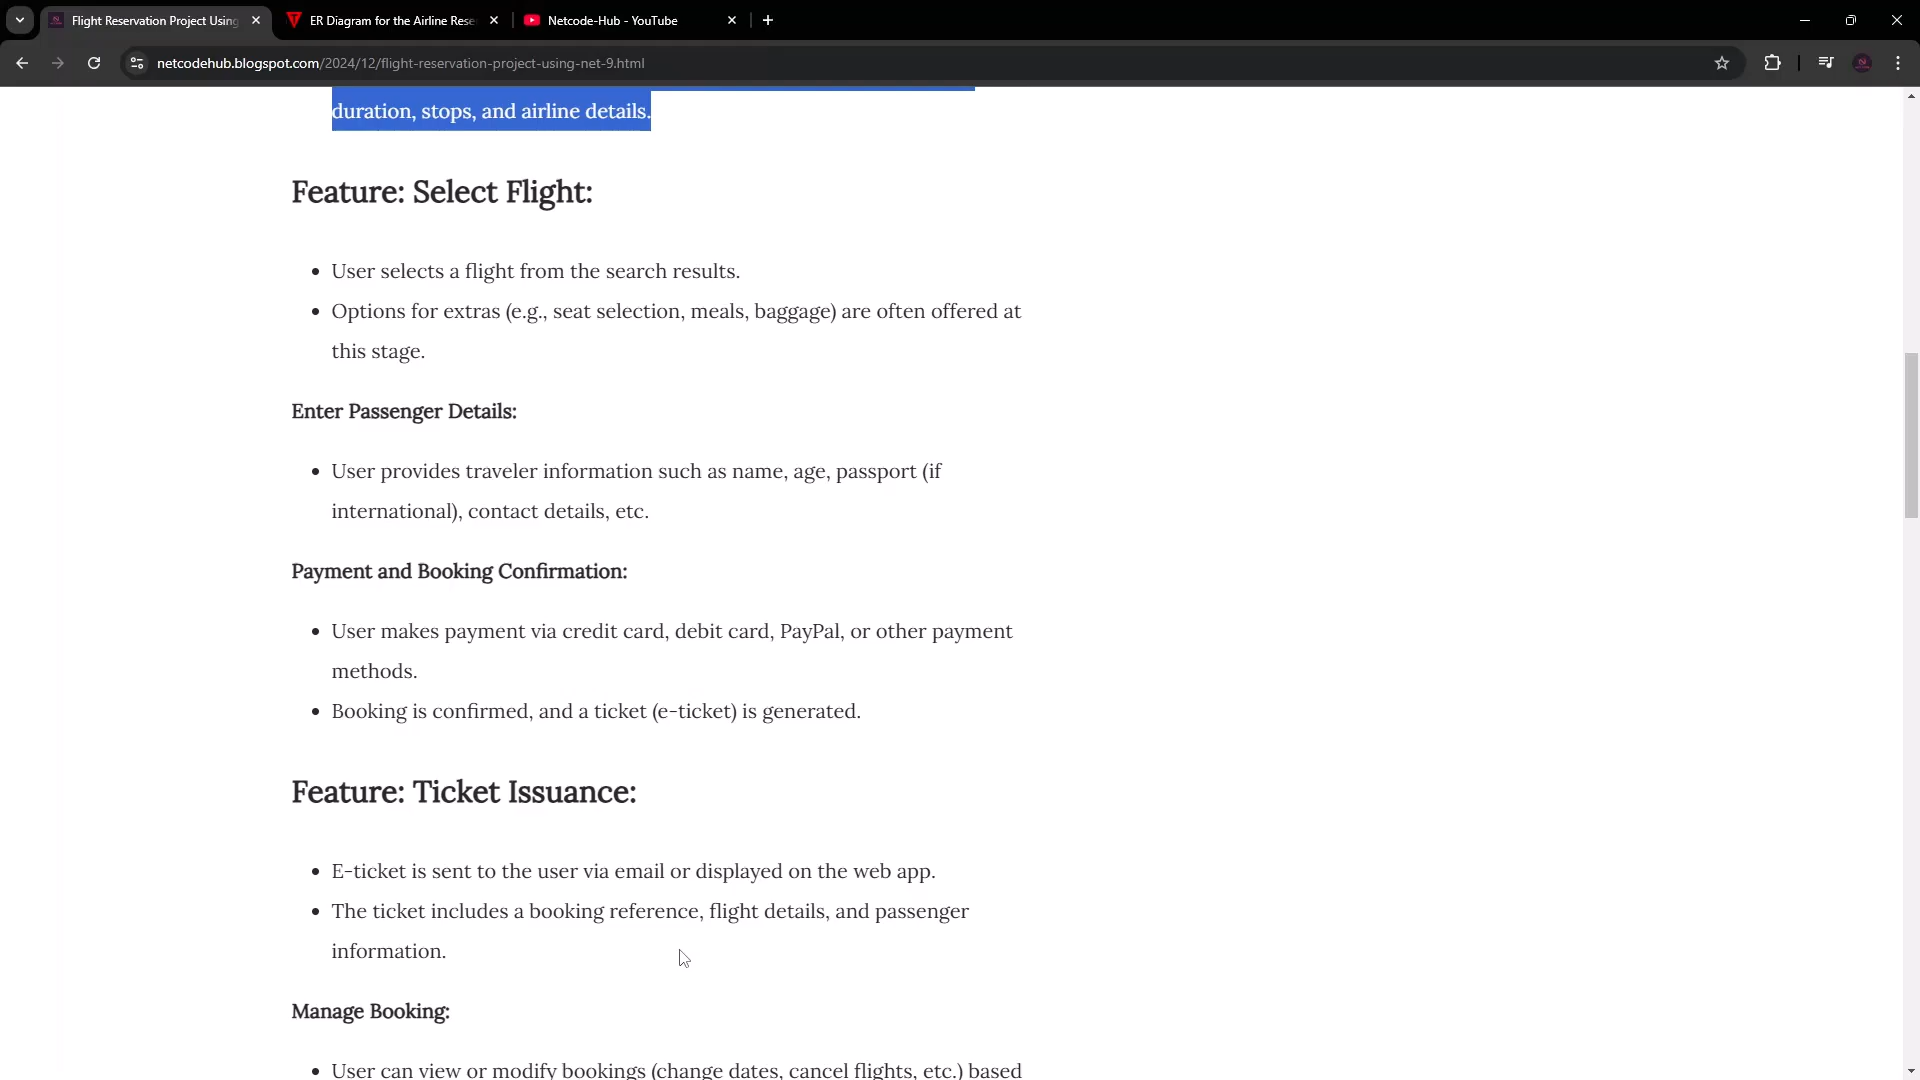 Flight Reservation Project Using
ER Diagram for the Airline Rese
Netcode-Hub - YouTube
netcodehub.blogspot.com/2024/12/flight-reservation-project-using-net-9.html
duration, stops, and airline details.
Feature: Select Flight:
User selects a flight from the search results.
Options for extras (e.g., seat selection, meals, baggage) are often offered at
this stage.
Enter Passenger Details:
User provides traveler information such as name, age, passport (if
international), contact details, etc.
Payment and Booking Confirmation:
User makes payment via credit card, debit card, PayPal, or other payment
methods.
Booking is confirmed, and a ticket (e-ticket) is generated.
Feature: Ticket Issuance:
E-ticket is sent to the user via email or displayed on the web app.
The ticket includes a booking reference, flight details, and passenger
information.
Manage Booking:
User can view or modify bookings (change dates, cancel flights, etc.) based